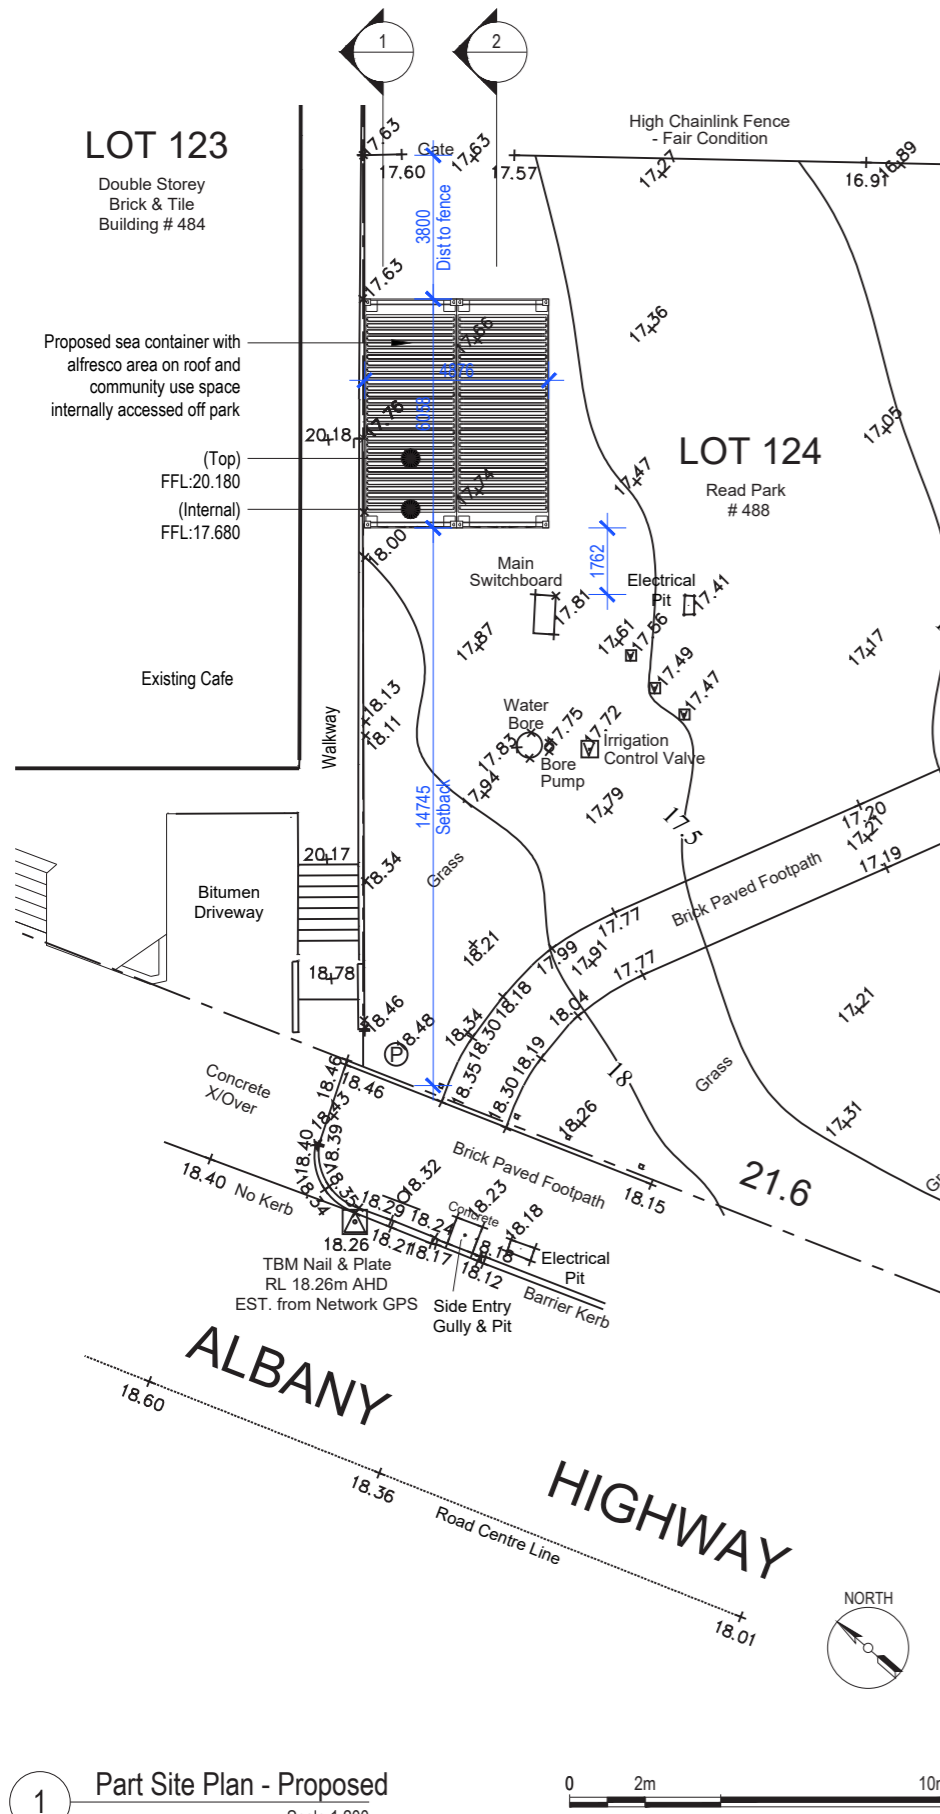 1
2
LOT 123
Double Storey
Brick & Tile
Building # 484
High Chainlink Fence
- Fair Condition
17.63
Gate
17.60
17.63
17.57
17.27
16.91
16.89
3800
Dist to fence
17.63
Proposed sea container with
alfresco area on roof and
community use space
internally accessed off park
17.66
17.36
4876
17.76
20.18
17.05
(Top)
FFL:20.180
(Internal)
FFL:17.680
17.74
17.47
LOT 124
Read Park
# 488
18.00
1762
Main
Switchboard
17.81
Electrical
Pit
17.41
17.61
17.56
17.87
17.17
17.49
17.47
Existing Cafe
Walkway
18.13
18.11
Water
Bore
17.83
17.75
17.72
Bore
Pump
Irrigation
Control Valve
17.94
17.79
17.5
14745
Setback
17.20
17.21
17.19
20.17
18.34
Grass
Brick Paved Footpath
Bitumen
Driveway
18.21
17.77
17.99
17.91
17.77
18.78
18.18
18.04
17.21
18.46
18.48
P
18.34
18.30
18.19
18
Grass
Concrete
X/Over
18.46
18.46
18.35
18.30
18.26
17.31
18.43
18.40
18.39
Brick Paved Footpath
21.6
18.40
No Kerb
18.34
18.35
18.29
18.32
18.24
Concrete
18.23
18.18
18.15
18.26
18.21
18.17
18.18
18.12
Electrical
Pit
TBM Nail & Plate
RL 18.26m AHD
EST. from Network GPS
Side Entry
Gully & Pit
Barrier Kerb
ALBANY
HIGHWAY
18.60
18.36
Road Centre Line
18.01
NORTH
1
Part Site Plan - Proposed
0
2m